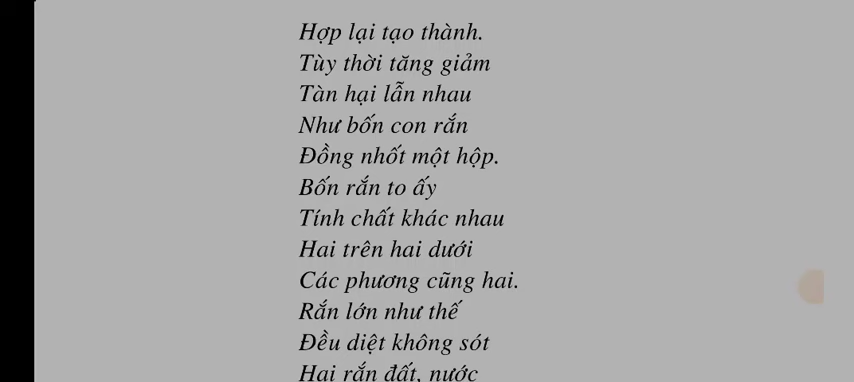 Hợp lại tạo thành.
Tùy thời tăng giảm
Tàn hại lẫn nhau
Như bốn con rắn
Đồng nhốt một hộp.
Bốn rắn to ấy
Tính chất khác nhau
Hai trên hai dưới
Các phương cũng hai.
Rắn lớn như thế
Đều diệt không sót
Hai rắn đất, nước